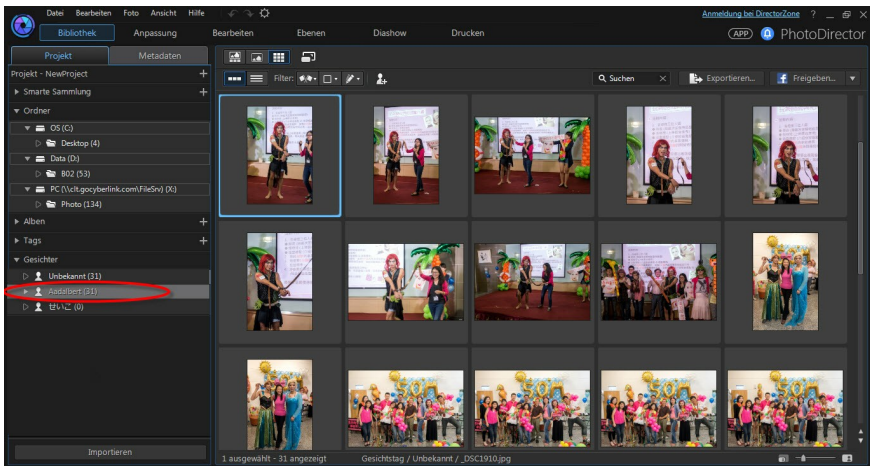 Datei Bearbeiten Foto Ansicht Hilfe
Anmeldung bei DirectorZone ?
Bibliothek Anpassung Bearbeiten Ebenen Diashow Drucken
APP PhotoDirector
Projekt Metadaten
Projekt - NewProject +
Filter:
Suchen
Exportieren...
Freigeben...
Smarte Sammlung +
Ordner
OS (C:)
Desktop (4)
Data (D:)
B02 (53)
PC (\\clt.gocyberlink.com\FileSrv) (X:)
Photo (134)
Alben +
Tags +
Gesichter
Unbekannt (31)
Aadalbert (31)
せいこ (0)
Importieren
1 ausgewählt - 31 angezeigt Gesichtstag / Unbekannt / _DSC1910.jpg